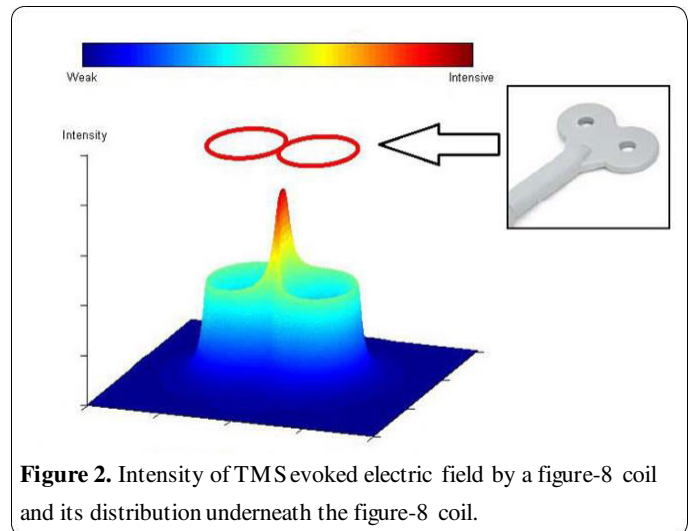 Weak Intensive
Intensity
Figure 2. Intensity of TMS evoked electric field by a figure-8 coil
and its distribution underneath the figure-8 coil.